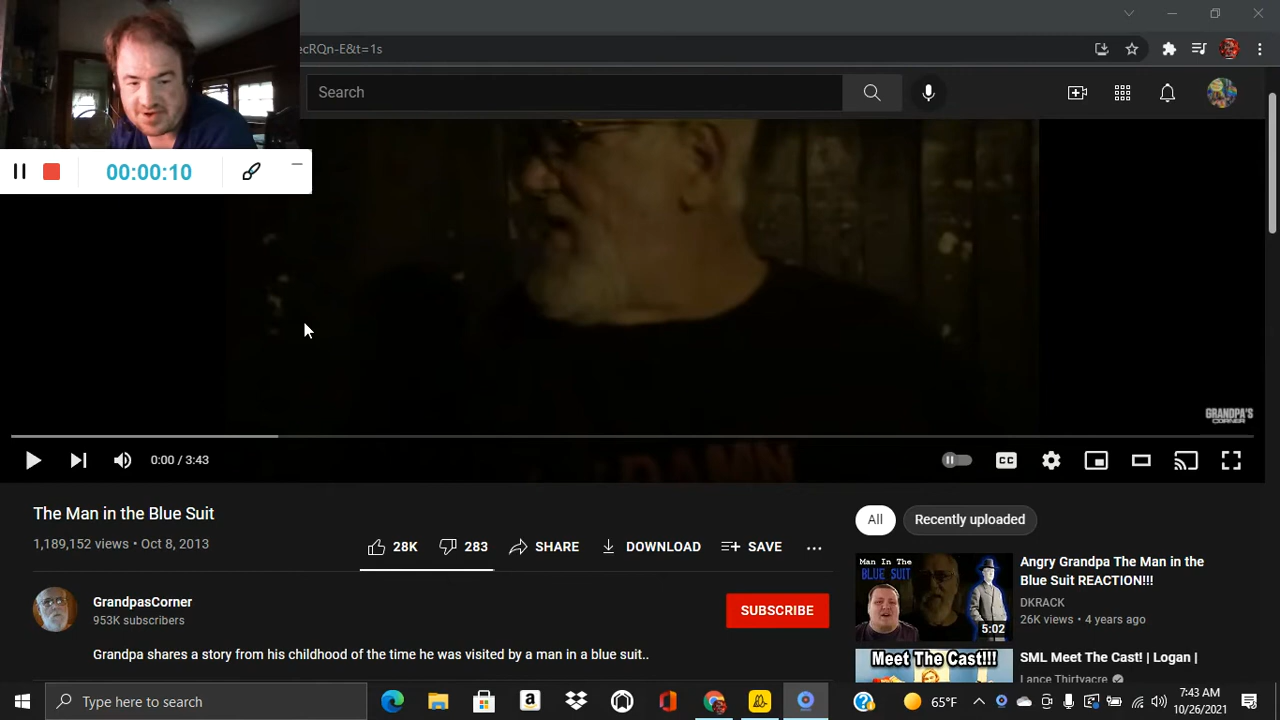 ecRQn-E&t=1s
Search
00:00:10
DAMN
GRANDPA'S
CORNER
0:00 / 3:43
CC
The Man in the Blue Suit
1,189,152 views • Oct 8, 2013
28K
283
SHARE
DOWNLOAD
SAVE
GrandpasCorner
953K subscribers
SUBSCRIBE
Grandpa shares a story from his childhood of the time he was visited by a man in a blue suit..
All
Recently uploaded
Man In The
BLUE SUIT
5:02
Angry Grandpa The Man in the
Blue Suit REACTION!!!
DKRACK
26K views • 4 years ago
Meet The Cast!!!
SML Meet The Cast! | Logan |
Lance Thirtyacre
Type here to search
65°F
7:43 AM
10/26/2021